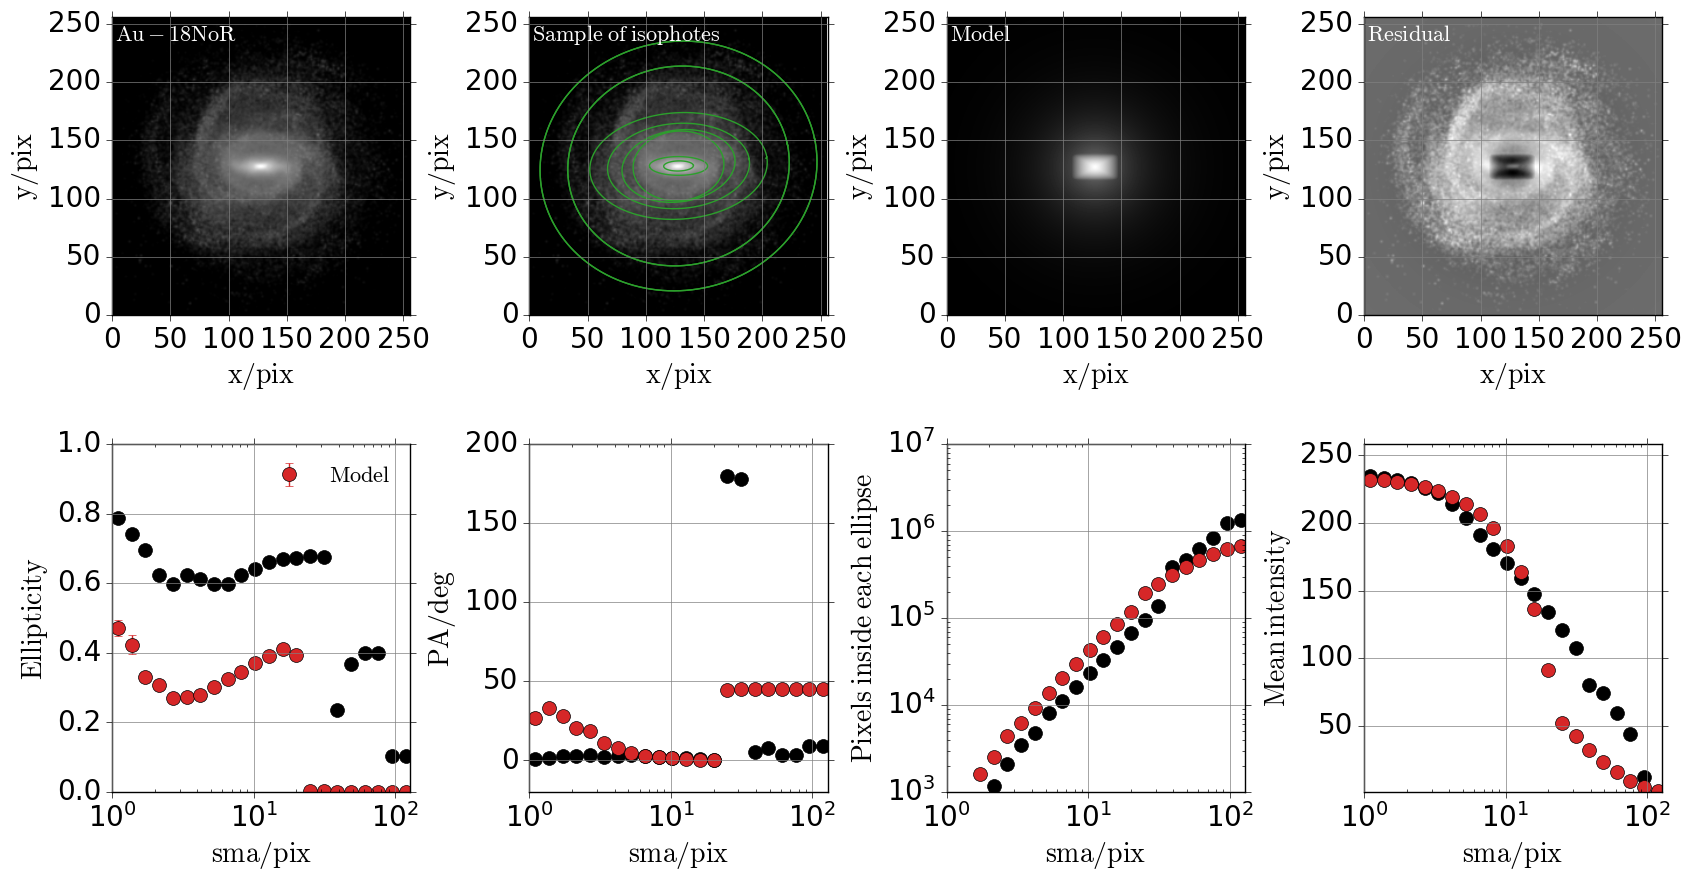 Au − 18NoR
Sample of isophotes
Model
Residual
250
200
150
100
50
0
y/pix
0 50 100 150 200 250
x/pix
250
200
150
100
50
0
y/pix
0 50 100 150 200 250
x/pix
250
200
150
100
50
0
y/pix
0 50 100 150 200 250
x/pix
250
200
150
100
50
0
y/pix
0 50 100 150 200 250
x/pix
1.0
0.8
0.6
0.4
0.2
0.0
Ellipticity
Model
10^0 10^1 10^2
sma/pix
200
150
100
50
0
PA/deg
10^0 10^1 10^2
sma/pix
10^7
10^6
10^5
10^4
10^3
Pixels inside each ellipse
10^0 10^1 10^2
sma/pix
250
200
150
100
50
Mean intensity
10^0 10^1 10^2
sma/pix